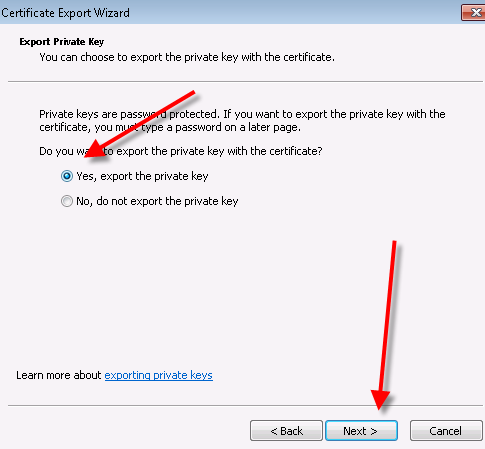 Certificate Export Wizard
Export Private Key
You can choose to export the private key with the certificate.
Private keys are password protected. If you want to export the private key with the
certificate, you must type a password on a later page.
Do you want to export the private key with the certificate?
Yes, export the private key
No, do not export the private key
Learn more about exporting private keys
< Back
Next >
Cancel